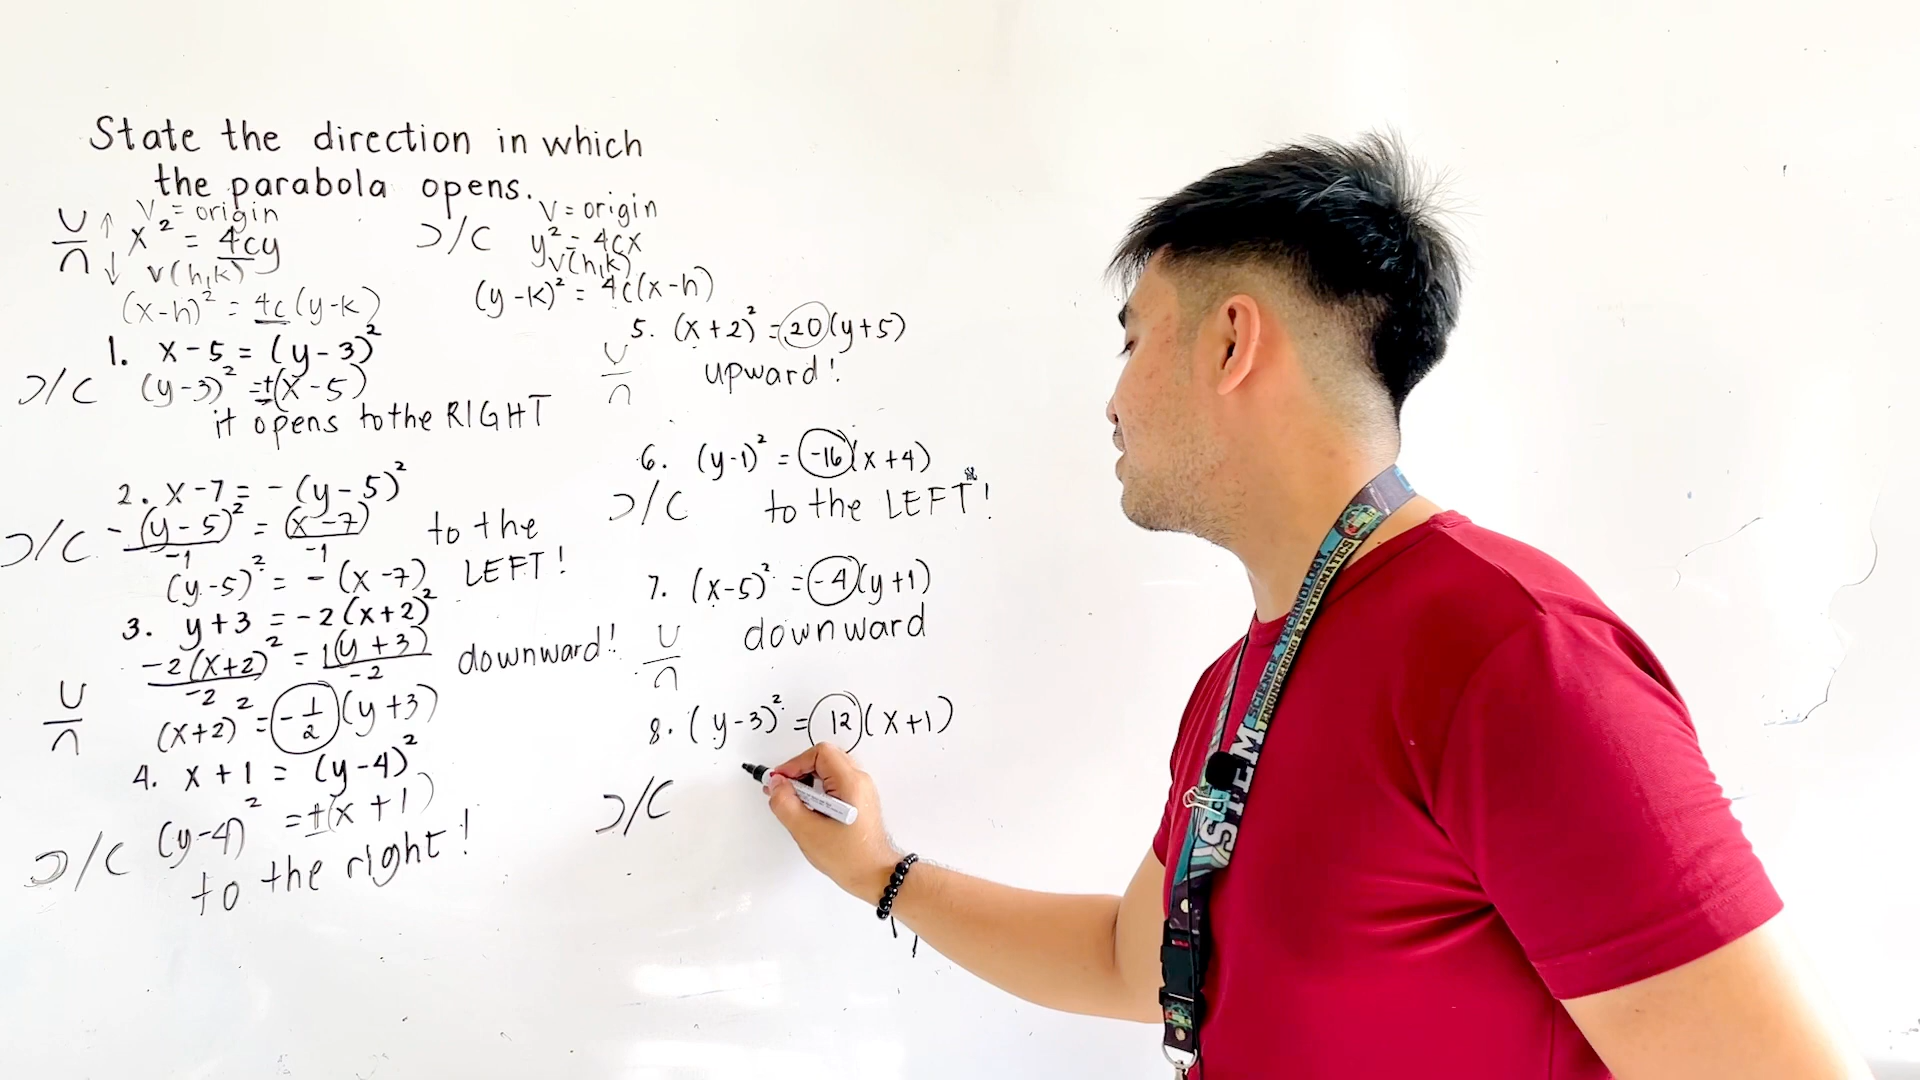 State the direction in which
the parabola opens.
V = origin
x² = 4cy
V(h,k)
(x-h)² = 4c(y-k)
V = origin
y² = 4cx
V(h,k)
(y-k)² = 4c(x-h)
1. x - 5 = (y - 3)²
(y-3)² = +(x - 5)
it opens to the RIGHT
2. x - 7 = - (y - 5)²
-(y - 5)² = (x - 7)
-1 -1
(y-5)² = - (x - 7)
to the
LEFT!
3. y + 3 = -2 (x+2)²
-2(x+2)² = 1(y + 3)
-2 -2
downward!
(x+2)² = -1/2 (y+3)
4. x + 1 = (y-4)²
(y-4)² = +(x + 1)
to the right!
5. (x+2)² = 20(y+5)
upward!
6. (y-1)² = -16(x+4)
to the LEFT!
7. (x-5)² = -4(y+1)
downward
8. (y-3)² = 12(x+1)
SCIENCE TECHNOLOGY
ENGINEERING & MATHEMATICS
STEM